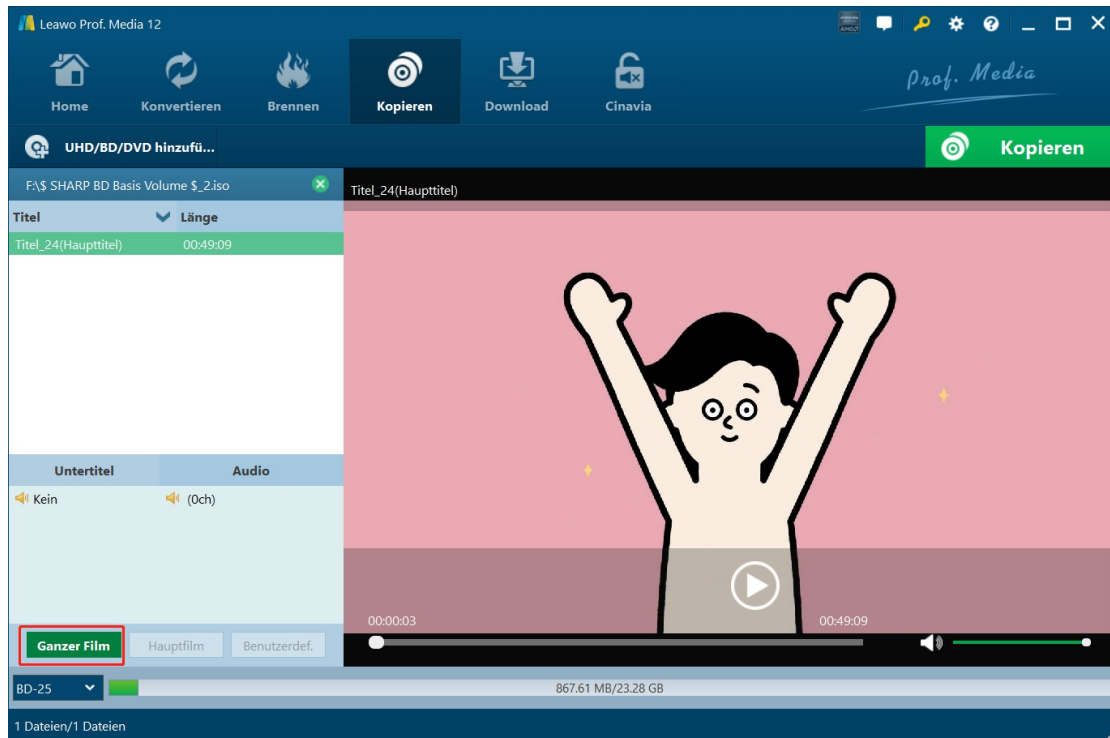 Leawo Prof. Media 12
Home
Konvertieren
Brennen
Kopieren
Download
Cinavia
Prof. Media
UHD/BD/DVD hinzufü...
Kopieren
F:\$ SHARP BD Basis Volume $_2.iso
Titel_24(Haupttitel)
Titel Länge
Titel_24(Haupttitel) 00:49:09
Untertitel Audio
Kein (0ch)
00:00:03 00:49:09
Ganzer Film Hauptfilm Benutzerdef.
BD-25 867.61 MB/23.28 GB
1 Dateien/1 Dateien